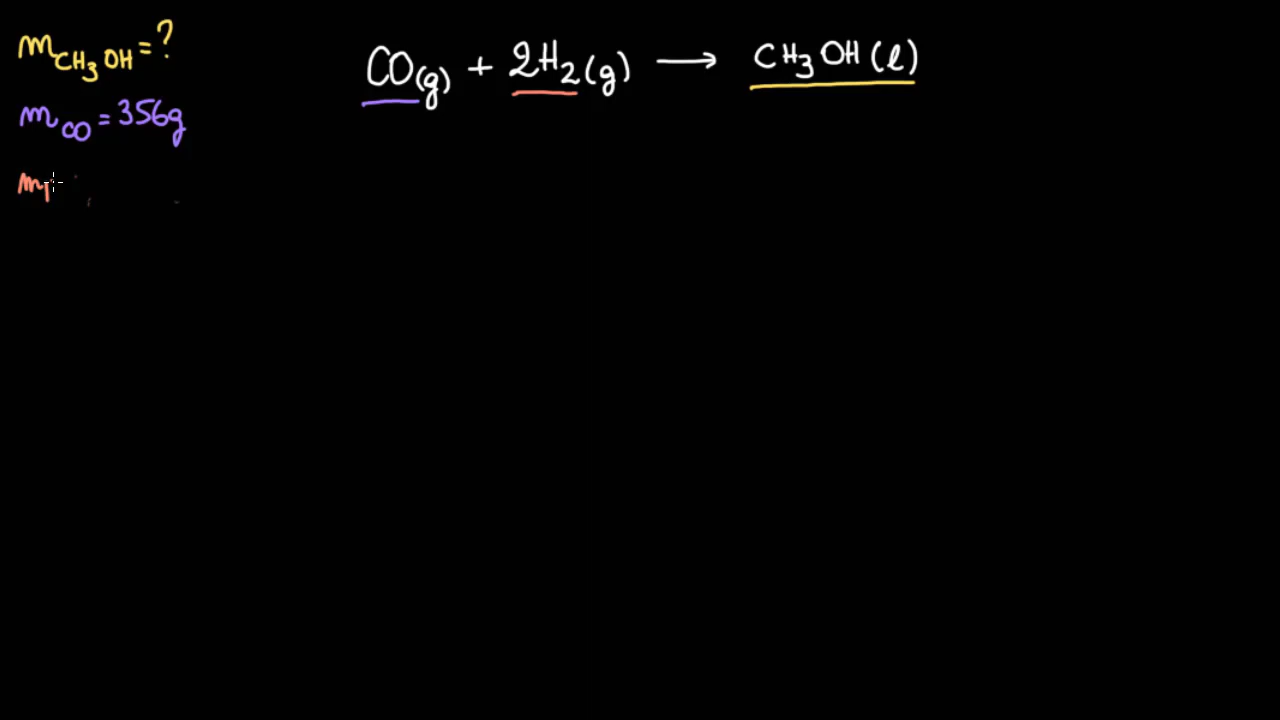 m CH₃OH = ?
CO(g) + 2H₂(g) ⟶ CH₃OH(l)
m CO = 356g
m